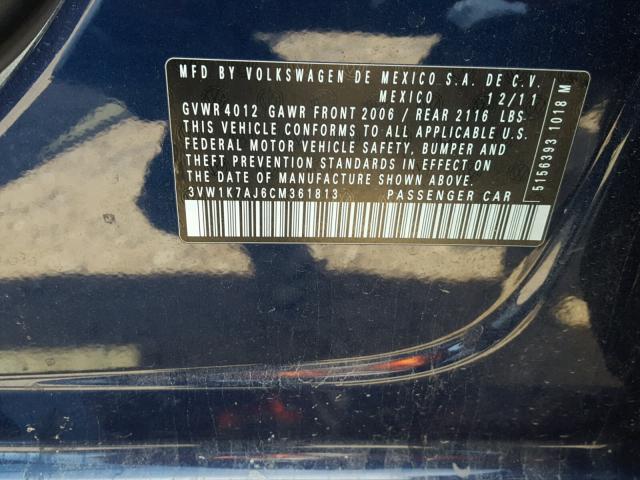 MFD BY VOLKSWAGEN DE MEXICO S.A. DE C.V.
MEXICO 12/11
GVWR 4012 GAWR FRONT 2006 / REAR 2116 LBS
THIS VEHICLE CONFORMS TO ALL APPLICABLE U.S.
FEDERAL MOTOR VEHICLE SAFETY, BUMPER AND
THEFT PREVENTION STANDARDS IN EFFECT ON
THE DATE OF MANUFACTURE SHOWN ABOVE.
3VW1K7AJ6CM361813 PASSENGER CAR
5156393 1018 M